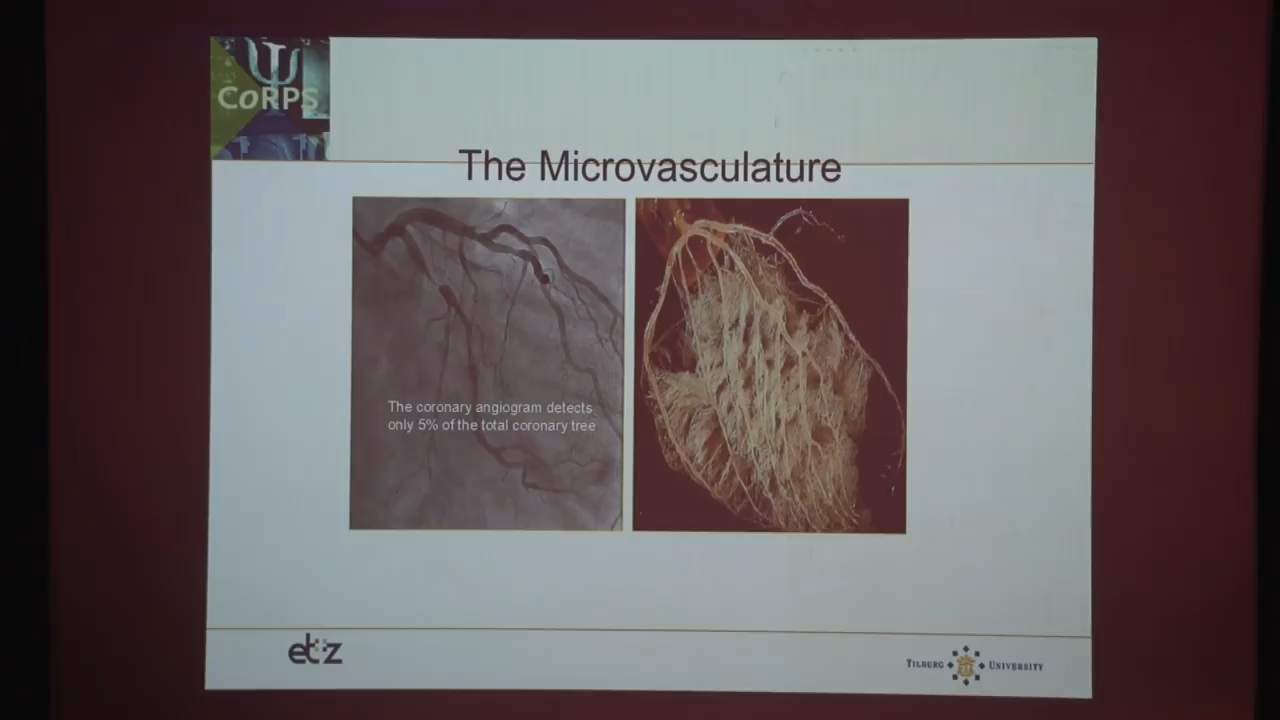 CoRPS
The Microvasculature
The coronary angiogram detects
only 5% of the total coronary tree
etz
TILBURG UNIVERSITY